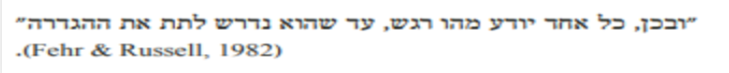 "ובכן, כל אחד יודע מהו רגש, עד שהוא נדרש לתת את ההגדרה"
(Fehr & Russell, 1982).